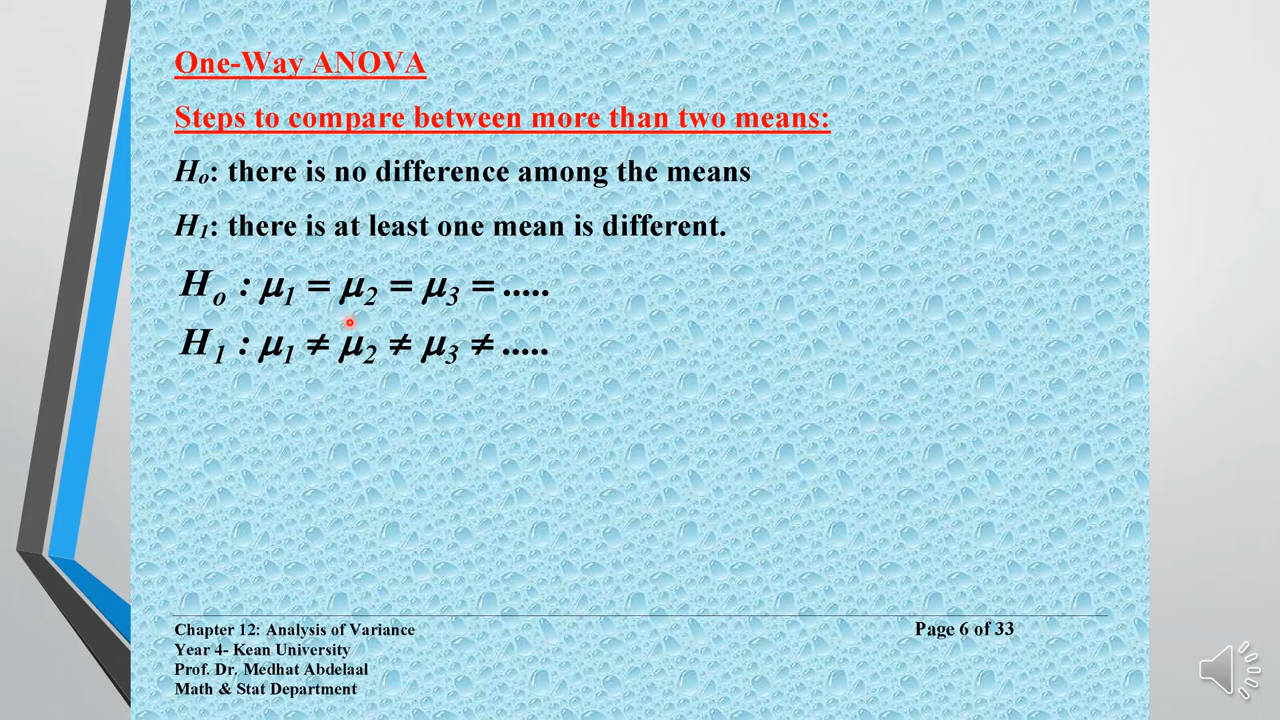 One-Way ANOVA
Steps to compare between more than two means:
Ho: there is no difference among the means
H1: there is at least one mean is different.
Ho : μ1 = μ2 = μ3 = .....
H1 : μ1 ≠ μ2 ≠ μ3 ≠ .....
Chapter 12: Analysis of Variance Page 6 of 33
Year 4- Kean University
Prof. Dr. Medhat Abdelaal
Math & Stat Department